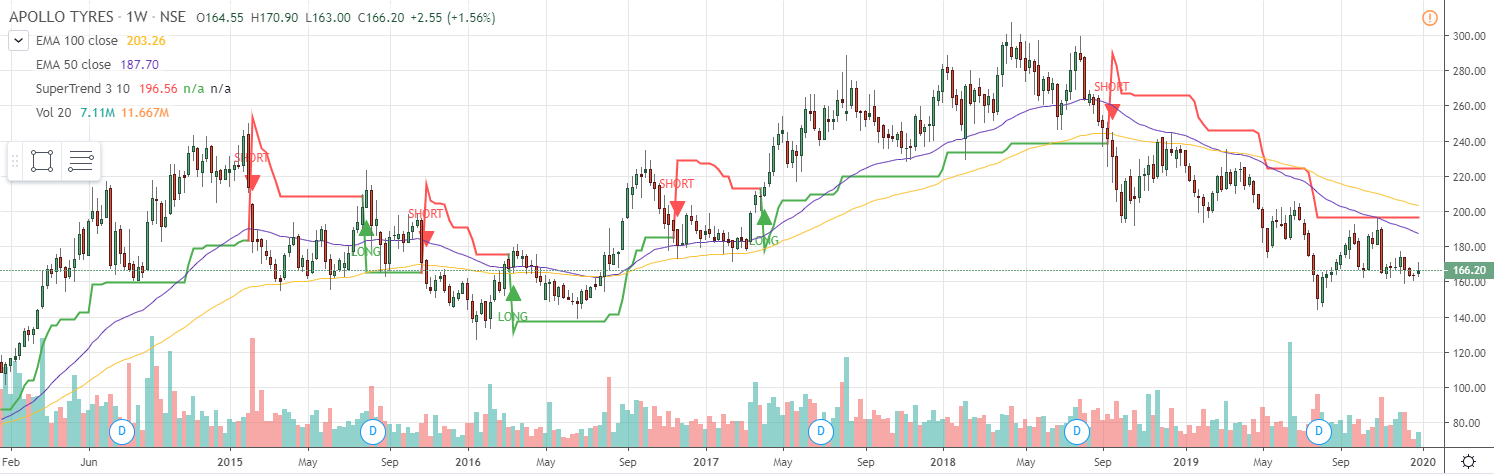 APOLLO TYRES · 1W · NSE O164.55 H170.90 L163.00 C166.20 +2.55 (+1.56%)
EMA 100 close 203.26
EMA 50 close 187.70
SuperTrend 3 10 196.56 n/a n/a
Vol 20 7.11M 11.667M
300.00
280.00
SHORT
260.00
240.00
SHORT
220.00
SHORT
200.00
SHORT
180.00
LONG
LONG
166.20
160.00
LONG
140.00
120.00
100.00
80.00
D D D D D
Feb Jun 2015 May Sep 2016 May Sep 2017 May Sep 2018 May Sep 2019 May Sep 2020